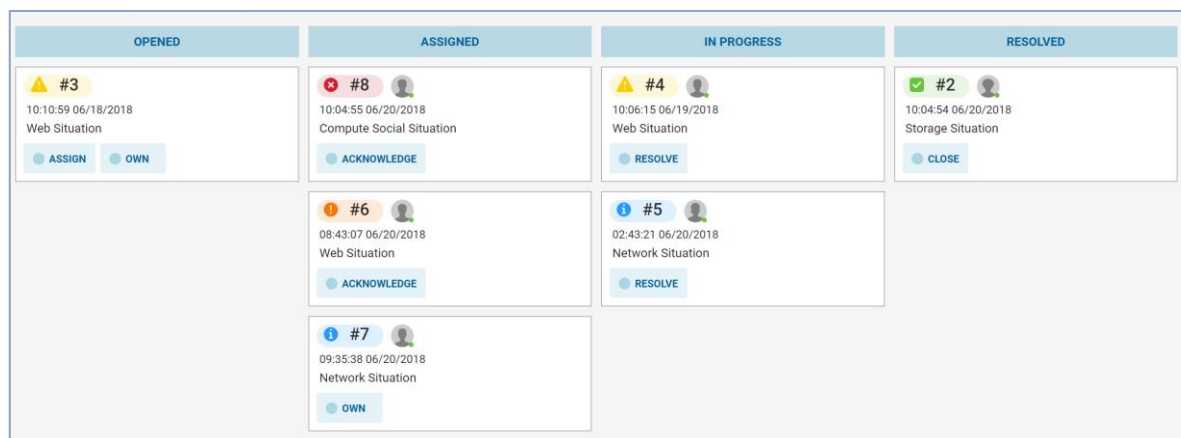 OPENED
#3
10:10:59 06/18/2018
Web Situation
ASSIGN OWN
ASSIGNED
#8
10:04:55 06/20/2018
Compute Social Situation
ACKNOWLEDGE
#6
08:43:07 06/20/2018
Web Situation
ACKNOWLEDGE
#7
09:35:38 06/20/2018
Network Situation
OWN
IN PROGRESS
#4
10:06:15 06/19/2018
Web Situation
RESOLVE
#5
02:43:21 06/20/2018
Network Situation
RESOLVE
RESOLVED
#2
10:04:54 06/20/2018
Storage Situation
CLOSE